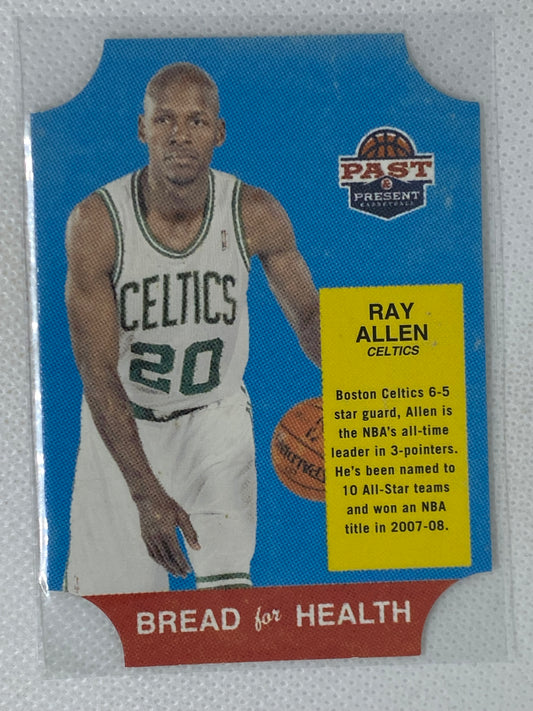 PAST
&
PRESENT
BASKETBALL
CELTICS
20
RAY
ALLEN
CELTICS
Boston Celtics 6-5
star guard, Allen is
the NBA's all-time
leader in 3-pointers.
He's been named to
10 All-Star teams
and won an NBA
title in 2007-08.
SPALDING
BREAD for HEALTH